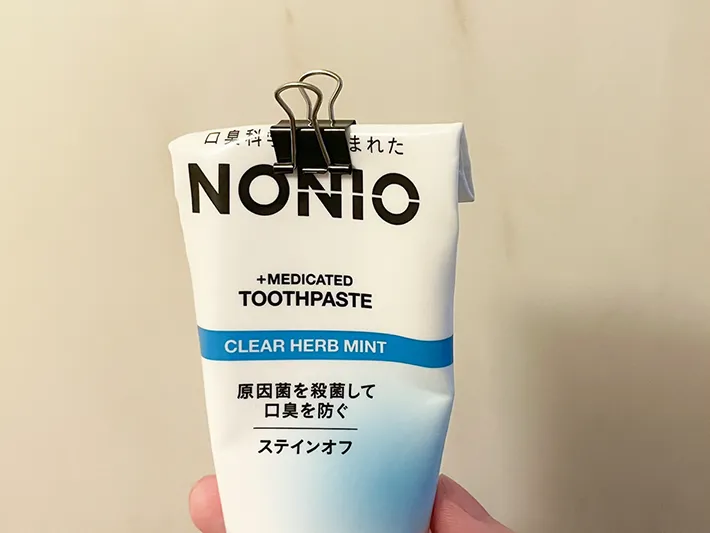 口臭科 まれた
NONIO
+MEDICATED
TOOTHPASTE
CLEAR HERB MINT
原因菌を殺菌して
口臭を防ぐ
ステインオフ